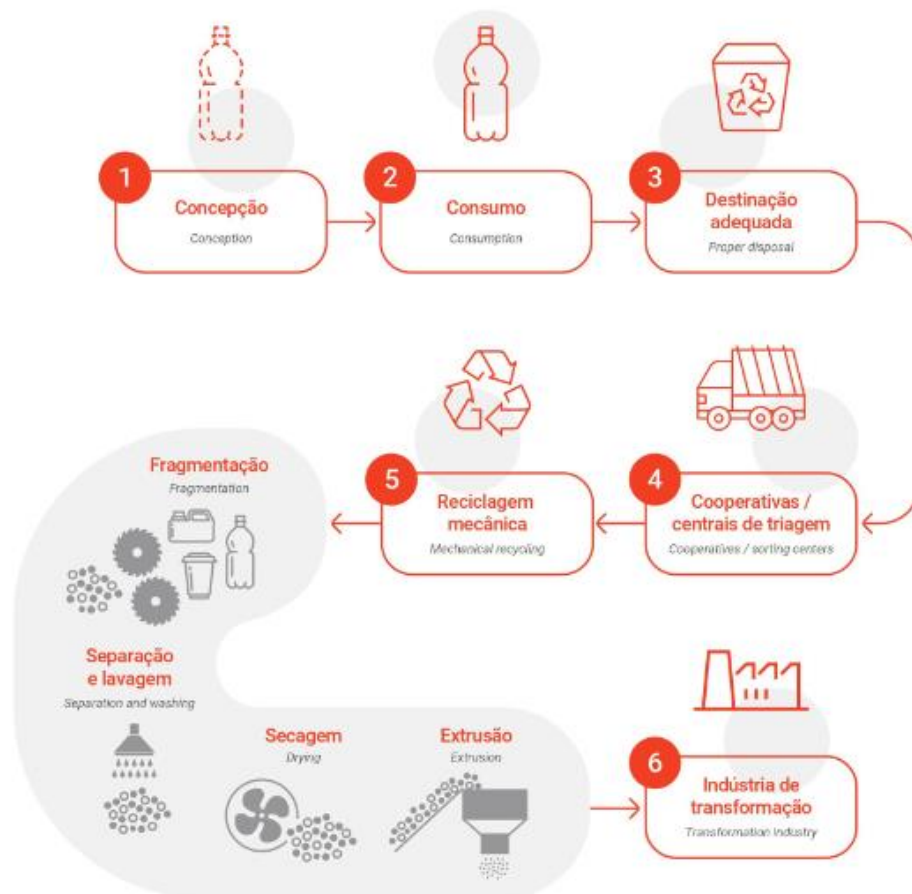 1
Concepção
Conception
2
Consumo
Consumption
3
Destinação
adequada
Proper disposal
4
Cooperativas /
centrais de triagem
Cooperatives / sorting centers
5
Reciclagem
mecânica
Mechanical recycling
Fragmentação
Fragmentation
Separação
e lavagem
Separation and washing
Secagem
Drying
Extrusão
Extrusion
6
Indústria de
transformação
Transformation Industry